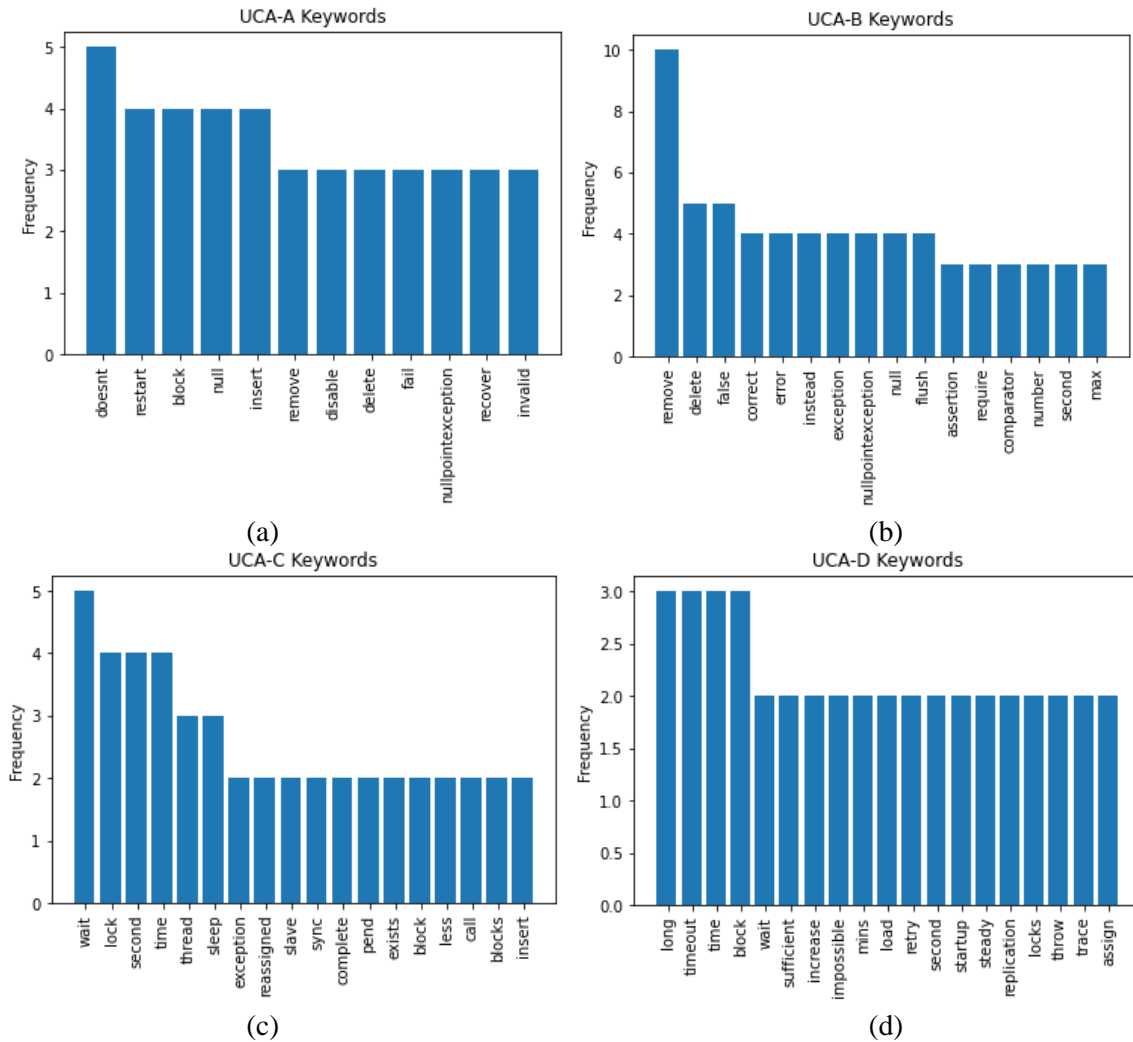 UCA-A Keywords
Frequency
5
4
3
2
1
0
doesnt
restart
block
null
insert
remove
disable
delete
fail
nullpointexception
recover
invalid
(a)
UCA-B Keywords
Frequency
10
8
6
4
2
0
remove
delete
false
correct
error
instead
exception
nullpointexception
null
flush
assertion
require
comparator
number
second
max
(b)
UCA-C Keywords
Frequency
5
4
3
2
1
0
wait
lock
second
time
thread
sleep
exception
reassigned
slave
sync
complete
pend
exists
block
less
call
blocks
insert
(c)
UCA-D Keywords
Frequency
3.0
2.5
2.0
1.5
1.0
0.5
0.0
long
timeout
time
block
wait
sufficient
increase
impossible
mins
load
retry
second
startup
steady
replication
locks
throw
trace
assign
(d)